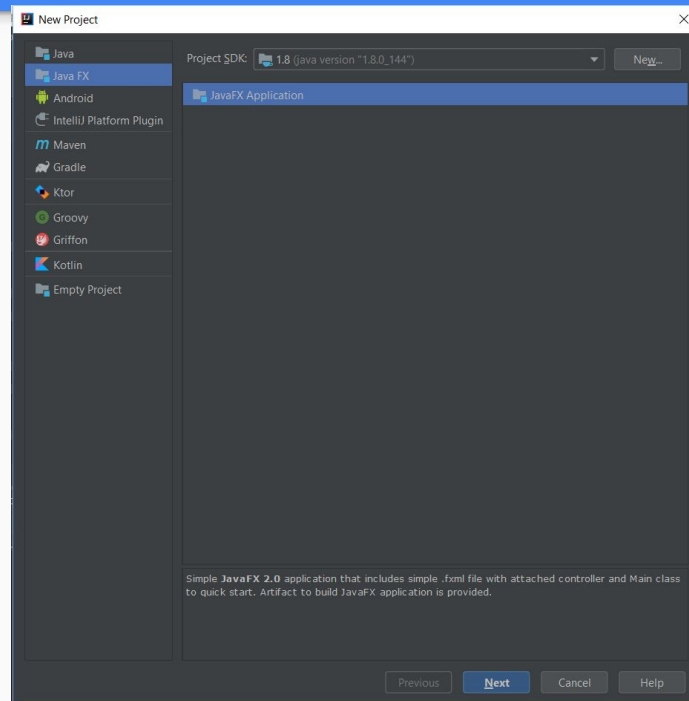 New Project
Java
Java FX
Android
IntelliJ Platform Plugin
Maven
Gradle
Ktor
Groovy
Griffon
Kotlin
Empty Project
Project SDK: 1.8 (java version "1.8.0_144") New...
JavaFX Application
Simple JavaFX 2.0 application that includes simple .fxml file with attached controller and Main class
to quick start. Artifact to build JavaFX application is provided.
Previous Next Cancel Help